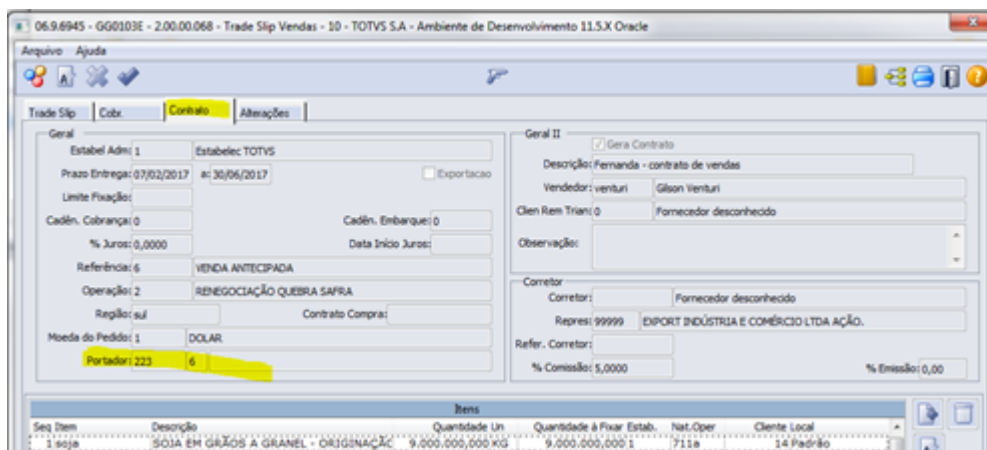 06.9.6945 - GG0103E - 2.00.00.068 - Trade Slip Vendas - 10 - TOTVS S.A - Ambiente de Desenvolvimento 11.5.X Oracle
Arquivo Ajuda
Trade Slip Cobr. Contrato Alterações
Geral
Estabel Adm: 1 Estabelec TOTVS
Prazo Entrega: 07/02/2017 a: 30/06/2017 Exportacao
Limite Fixação:
Cadên. Cobrança: 0 Cadên. Embarque: 0
% Juros: 0,0000 Data Início Juros:
Referência: 6 VENDA ANTECIPADA
Operação: 2 RENEGOCIAÇÃO QUEBRA SAFRA
Região: sul Contrato Compra:
Moeda do Pedido: 1 DOLAR
Portador: 223 6
Geral II
Gera Contrato
Descrição: Fernanda - contrato de vendas
Vendedor: venturi Gilson Venturi
Clien Rem Trian: 0 Fornecedor desconhecido
Observação:
Corretor
Corretor: Fornecedor desconhecido
Repres: 99999 EXPORT INDÚSTRIA E COMÉRCIO LTDA AÇÃO.
Refer. Corretor:
% Comissão: 5,0000 % Emissão: 0,00
Itens
Seq Item Descrição Quantidade Un Quantidade à Fixar Estab. Nat.Oper Cliente Local
1 soja SOJA EM GRÃOS A GRANEL - ORIGINAÇÃC 9.000.000,000 KG 9.000.000,000 1 711a 14 Padrão